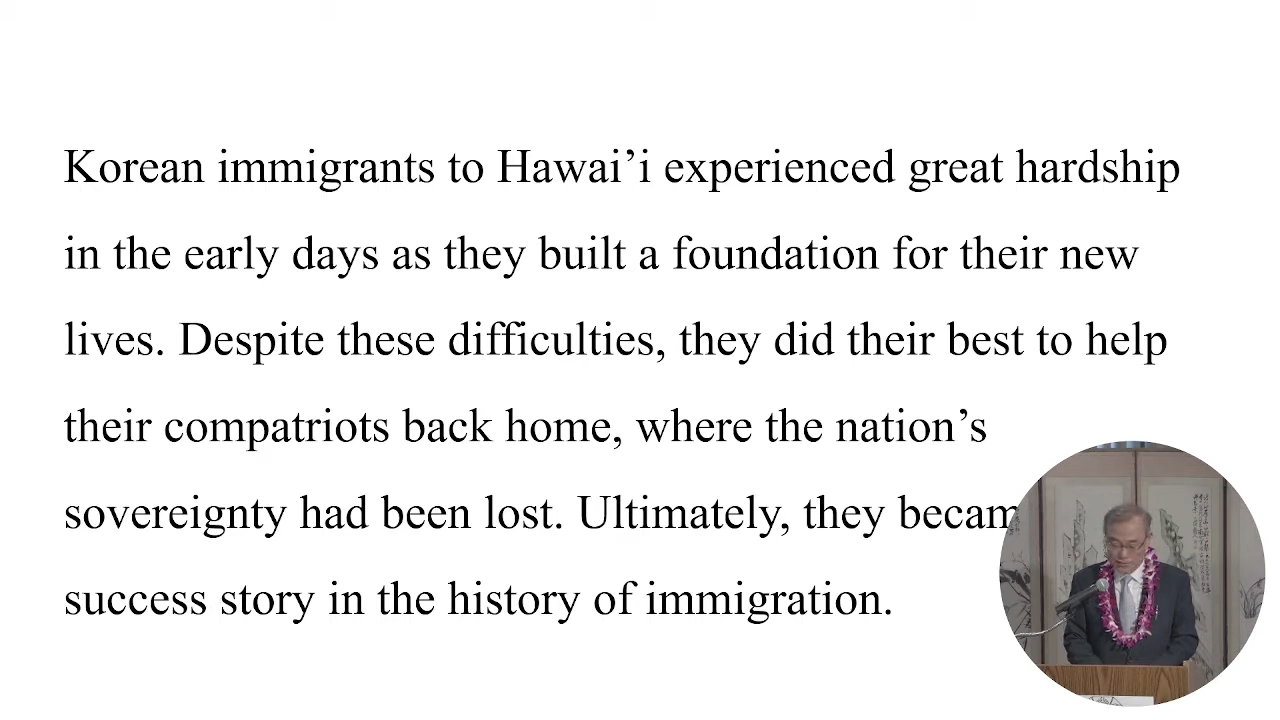 Korean immigrants to Hawai’i experienced great hardship
in the early days as they built a foundation for their new
lives. Despite these difficulties, they did their best to help
their compatriots back home, where the nation’s
sovereignty had been lost. Ultimately, they becam
success story in the history of immigration.